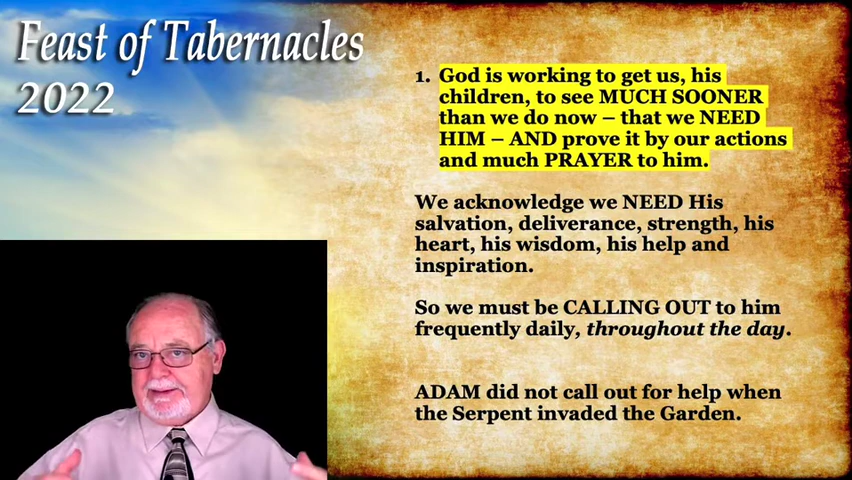 Feast of Tabernacles
2022
1. God is working to get us, his
children, to see MUCH SOONER
than we do now – that we NEED
HIM – AND prove it by our actions
and much PRAYER to him.
We acknowledge we NEED His
salvation, deliverance, strength, his
heart, his wisdom, his help and
inspiration.
So we must be CALLING OUT to him
frequently daily, throughout the day.
ADAM did not call out for help when
the Serpent invaded the Garden.